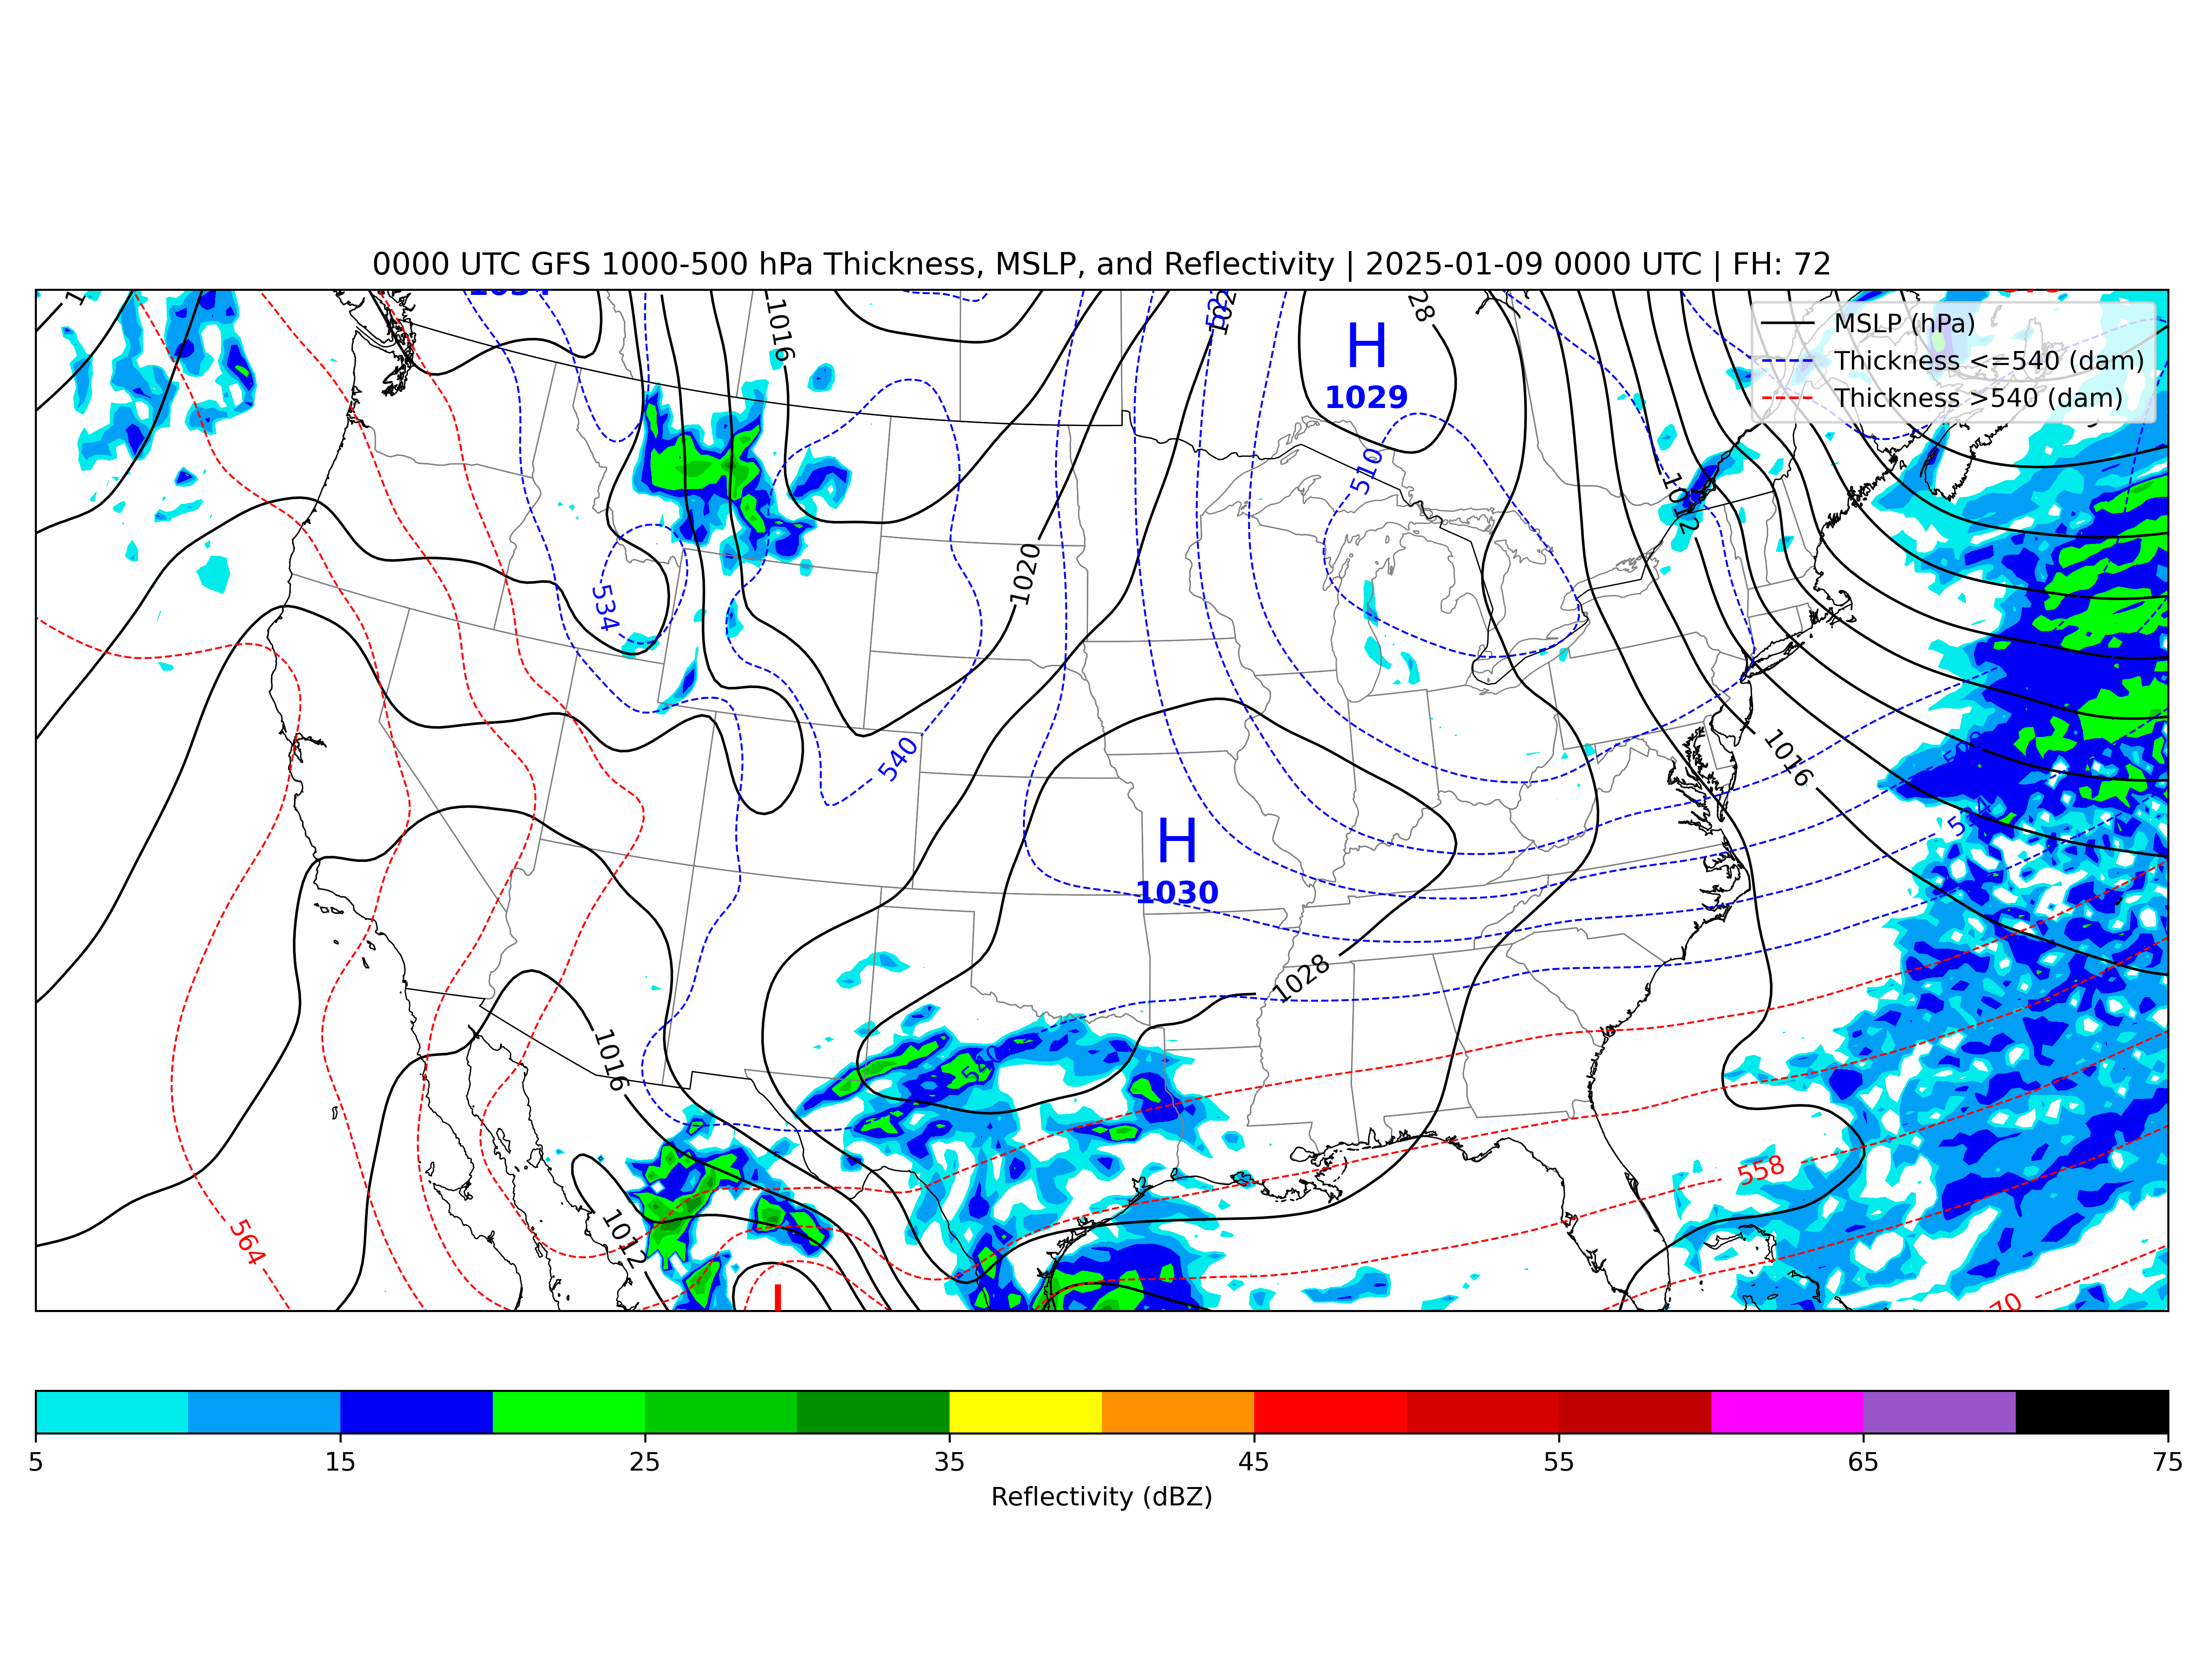 0000 UTC GFS 1000-500 hPa Thickness, MSLP, and Reflectivity | 2025-01-09 0000 UTC | FH: 72
MSLP (hPa)
Thickness <=540 (dam)
Thickness >540 (dam)
1016
H
1029
510
1012
1020
534
540
1016
H
1030
534
1028
1016
540
558
564
1012
5 15 25 35 45 55 65 75
Reflectivity (dBZ)